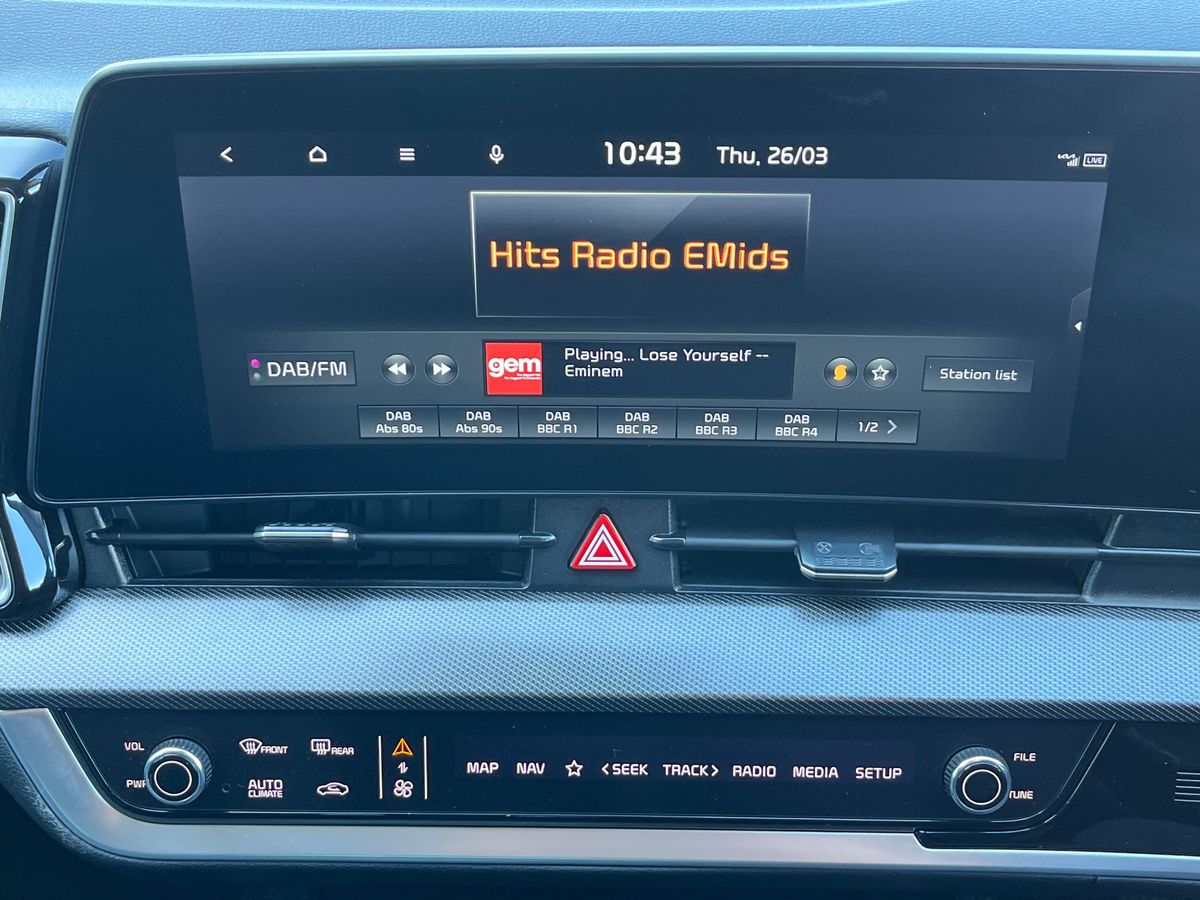 10:43 Thu, 26/03
LIVE
Hits Radio EMids
DAB/FM
gem
Playing... Lose Yourself --
Eminem
Station list
DAB
Abs 80s
DAB
Abs 90s
DAB
BBC R1
DAB
BBC R2
DAB
BBC R3
DAB
BBC R4
1/2 >
VOL
PWR
FRONT
REAR
AUTO
CLIMATE
MAP
NAV
< SEEK
TRACK >
RADIO
MEDIA
SETUP
FILE
TUNE